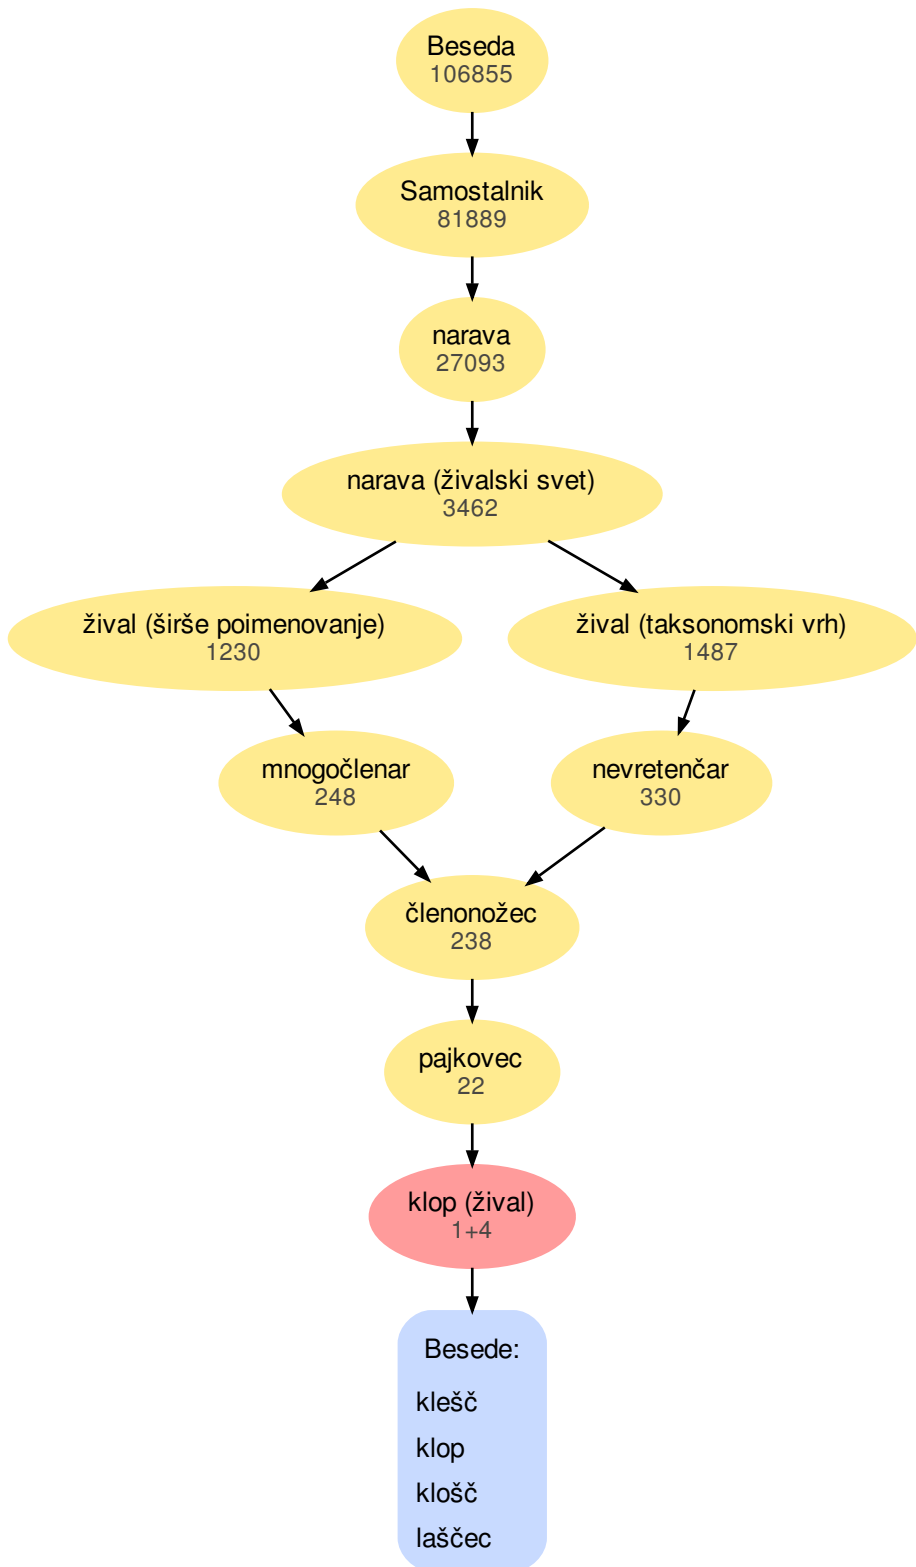 Beseda
106855
Samostalnik
81889
narava
27093
narava (živalski svet)
3462
žival (širše poimenovanje)
1230
žival (taksonomski vrh)
1487
mnogočlenar
248
nevretenčar
330
členonožec
238
pajkovec
22
klop (žival)
1+4
Besede:
klešč
klop
klošč
laščec